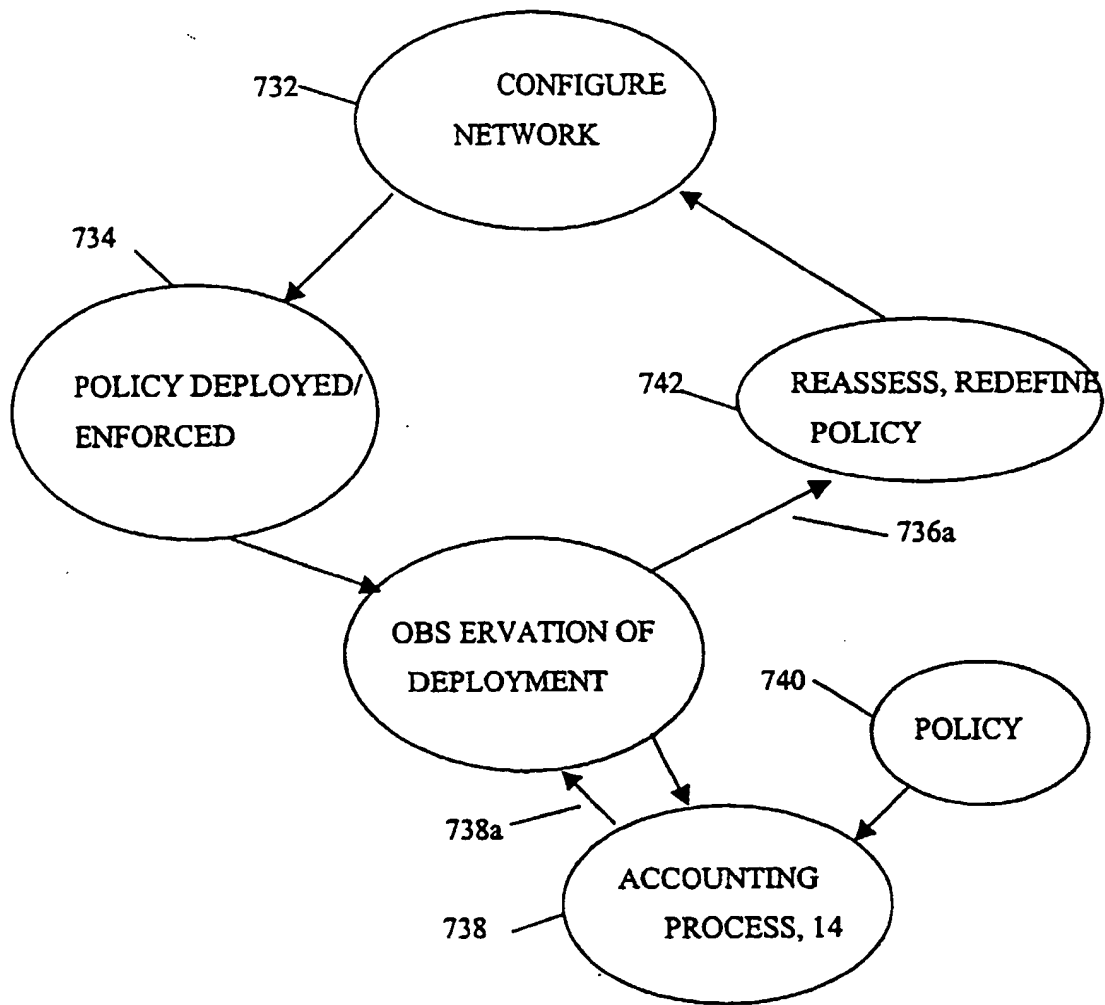 732
CONFIGURE
NETWORK
734
POLICY DEPLOYED/
ENFORCED
742
REASSESS, REDEFINE
POLICY
736a
OBS ERVATION OF
DEPLOYMENT
740
POLICY
738a
ACCOUNTING
PROCESS, 14
738